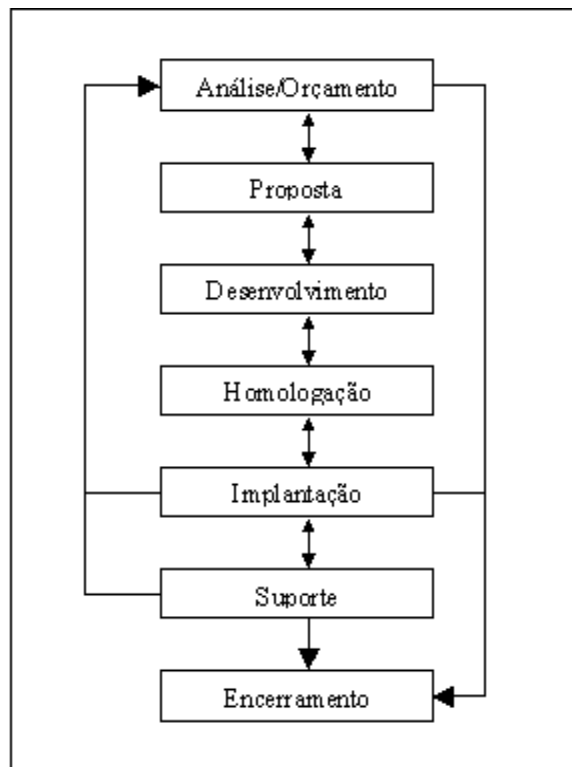 Análise/Orçamento
Proposta
Desenvolvimento
Homologação
Implantação
Suporte
Encerramento